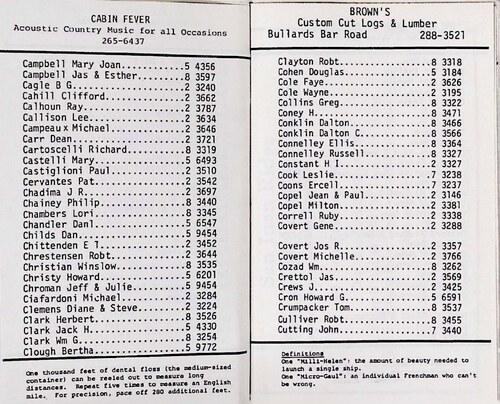 CABIN FEVER
Acoustic Country Music for all Occasions
265-6437
Campbell Mary Joan...............5 4356
Campbell Jas & Esther............8 3597
Cagle B G........................2 3240
Cahill Clifford..................2 3662
Calhoun Ray......................2 3787
Callison Lee.....................2 3634
Campeaux Michael.................2 3646
Carr Dean........................2 3721
Cartoscelli Robert...............8 3319
Castelli Mary....................5 6493
Castiglioni Paul.................2 3510
Cervantes Pat....................2 3542
Chadima J R......................2 3697
Chainey Philip...................8 3440
Chambers Lori....................8 3345
Chandler Danl....................5 6547
Childs Dan.......................5 9454
Chittenden E I...................2 3452
Chrestensen Robt.................2 3644
Christian Winslow................8 3535
Christy Howard...................5 6201
Chroman Jeff & Julie.............5 9454
Ciafardoni Michael...............2 3284
Clemens Diane & Steve............2 3224
Clark Herbert....................8 3526
Clark Jack H.....................5 4330
Clark Wm G.......................8 3254
Clough Bertha....................5 9772
One thousand feet of dental floss (the medium-sized
container) can be reeled out to measure long
distances. Repeat five times to measure an English
mile. For precision, pace off 280 additional feet.
BROWN'S
Custom Cut Logs & Lumber
Bullards Bar Road 288-3521
Clayton Robt.....................8 3318
Cohen Douglas....................5 3184
Cole Faye........................2 3626
Cole Wayne.......................2 3195
Collins Greg.....................8 3322
Coney H..........................8 3471
Conklin Dalton...................8 3466
Conklin Dalton C.................8 3566
Connelley Ellis..................8 3364
Connelley Russell................8 3327
Constant H I.....................2 3327
Cook Leslie......................7 3238
Coons Ercell.....................7 3237
Copel Jean & Paul................2 3146
Copel Milton.....................2 3381
Correll Ruby.....................2 3338
Covert Gene......................2 3288
Covert Jos R.....................2 3357
Covert Michelle..................2 3766
Cozad Wm.........................8 3262
Crettol Jas......................2 3569
Crews J..........................2 3425
Cron Howard G....................5 6591
Crumpacker Tom...................8 3537
Culliver Robt....................8 3455
Cutting John.....................7 3440
Definitions
One "Milli-Helen": the amount of beauty needed to
launch a single ship.
One "Micro-Gaul": an individual Frenchman who can't
be wrong.